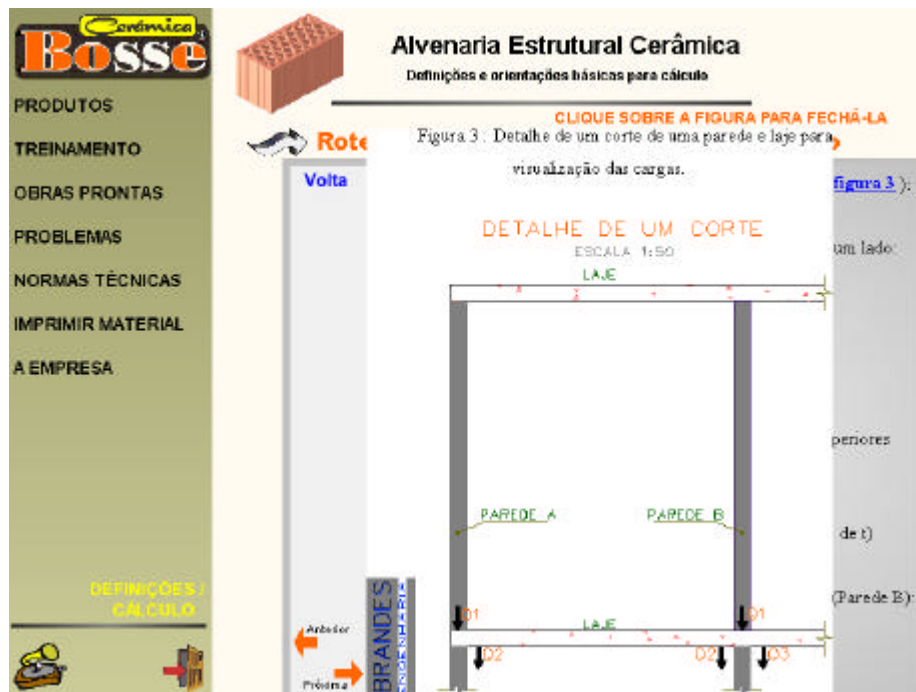 Cerâmica
Bosse
Alvenaria Estrutural Cerâmica
Definições e orientações básicas para cálculo
PRODUTOS
TREINAMENTO
OBRAS PRONTAS
PROBLEMAS
NORMAS TÉCNICAS
IMPRIMIR MATERIAL
A EMPRESA
DEFINIÇÕES /
CÁLCULO
CLIQUE SOBRE A FIGURA PARA FECHÁ-LA
Rote
Figura 3 : Detalhe de um corte de uma parede e laje para
visualização das cargas.
Volta
figura 3 ):
um lado:
DETALHE DE UM CORTE
ESCALA 1:50
LAJE
periores
PAREDE A
PAREDE B
de t)
(Parede B):
D1
LAJE
D1
D2
D2
D3
Anterior
Próxima
BRANDES
ENGENHARIA